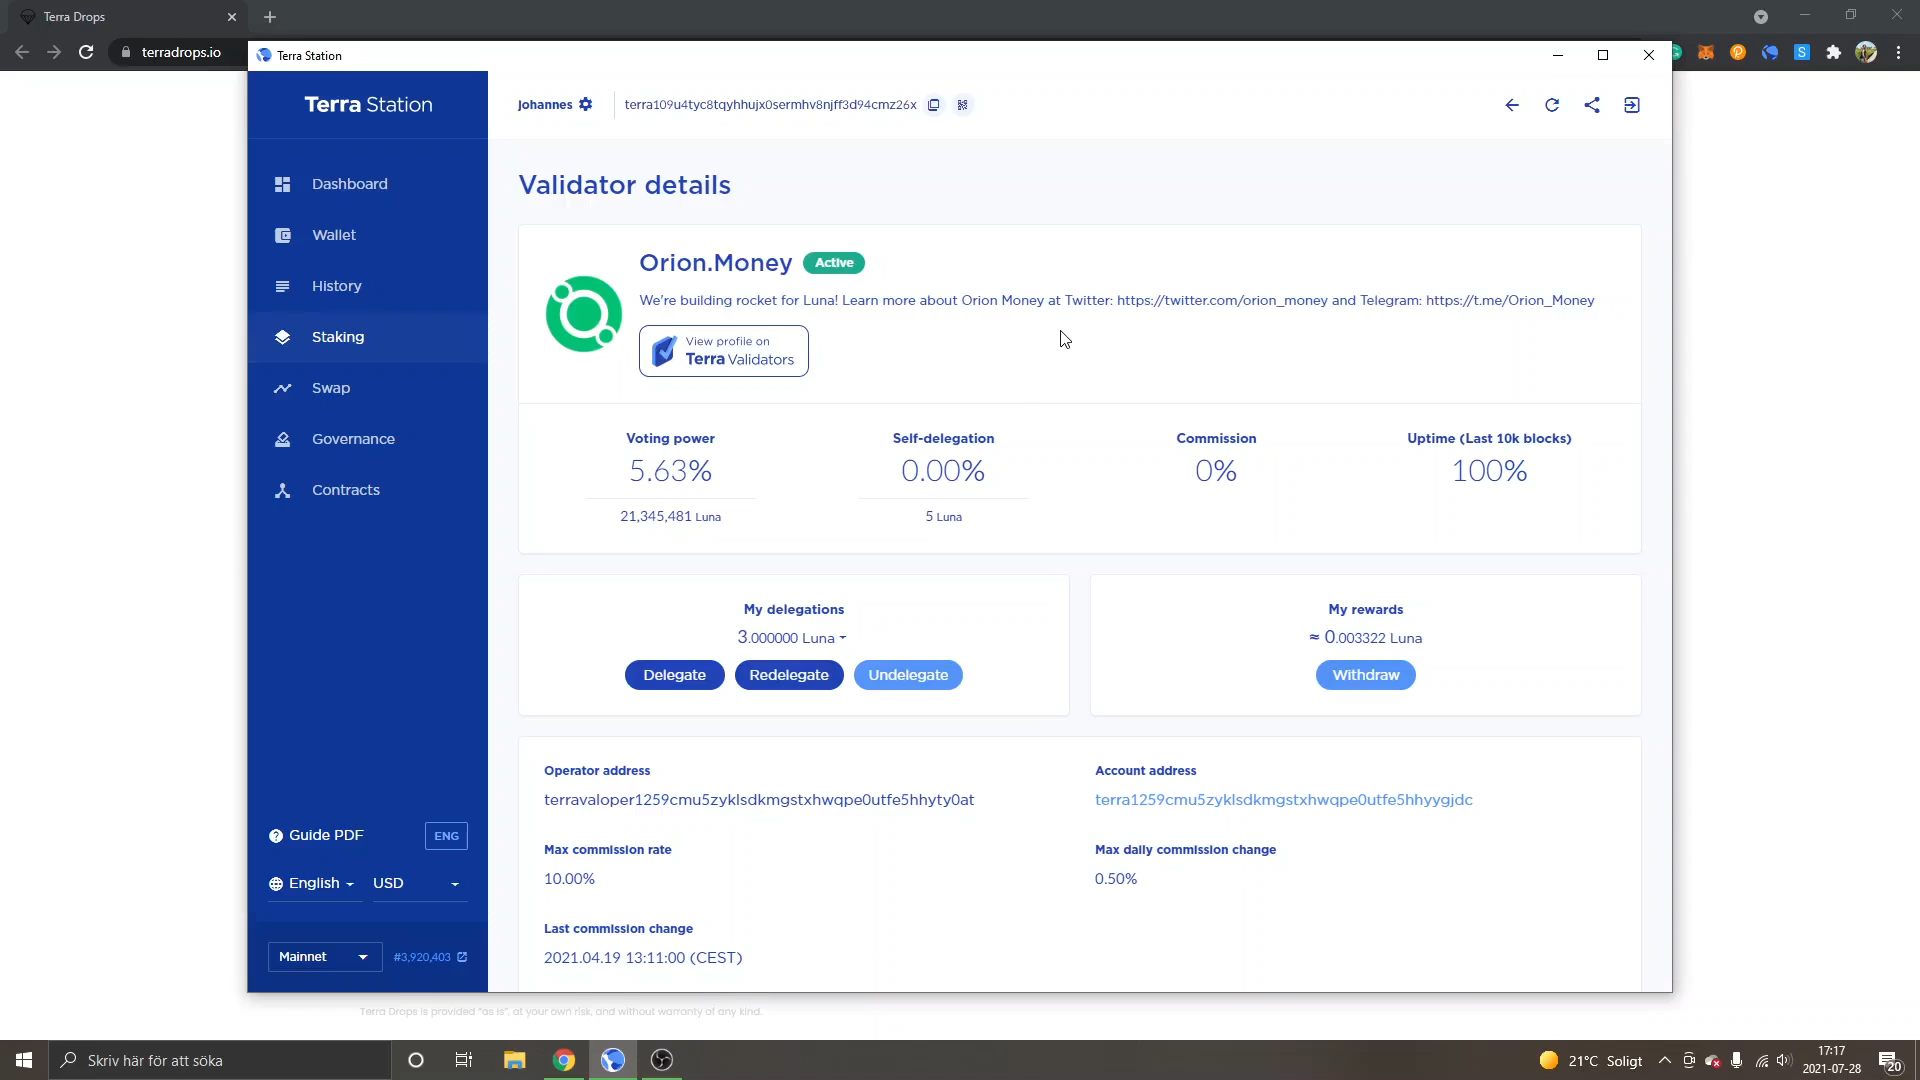 Terra Drops
terradrops.io
Terra Station
Terra Station
Johannes
terra109u4tyc8tqyhhujx0sermhv8njff3d94cmz26x
Dashboard
Wallet
History
Staking
Swap
Governance
Contracts
Guide PDF
ENG
English
USD
Mainnet
#3,920,403
Validator details
Orion.Money
Active
We're building rocket for Luna! Learn more about Orion Money at Twitter: https://twitter.com/orion_money and Telegram: https://t.me/Orion_Money
View profile on
Terra Validators
Voting power
5.63%
21,345,481 Luna
Self-delegation
0.00%
5 Luna
Commission
0%
Uptime (Last 10k blocks)
100%
My delegations
3.000000 Luna
Delegate
Redelegate
Undelegate
My rewards
≈ 0.003322 Luna
Withdraw
Operator address
terravaloper1259cmu5zyklsdkmgstxhwqpe0utfe5hhyty0at
Account address
terra1259cmu5zyklsdkmgstxhwqpe0utfe5hhyygjdc
Max commission rate
10.00%
Max daily commission change
0.50%
Last commission change
2021.04.19 13:11:00 (CEST)
Terra Drops is provided "as is", at your own risk, and without warranty of any kind.
Skriv här för att söka
21°C Soligt
17:17
2021-07-28
20